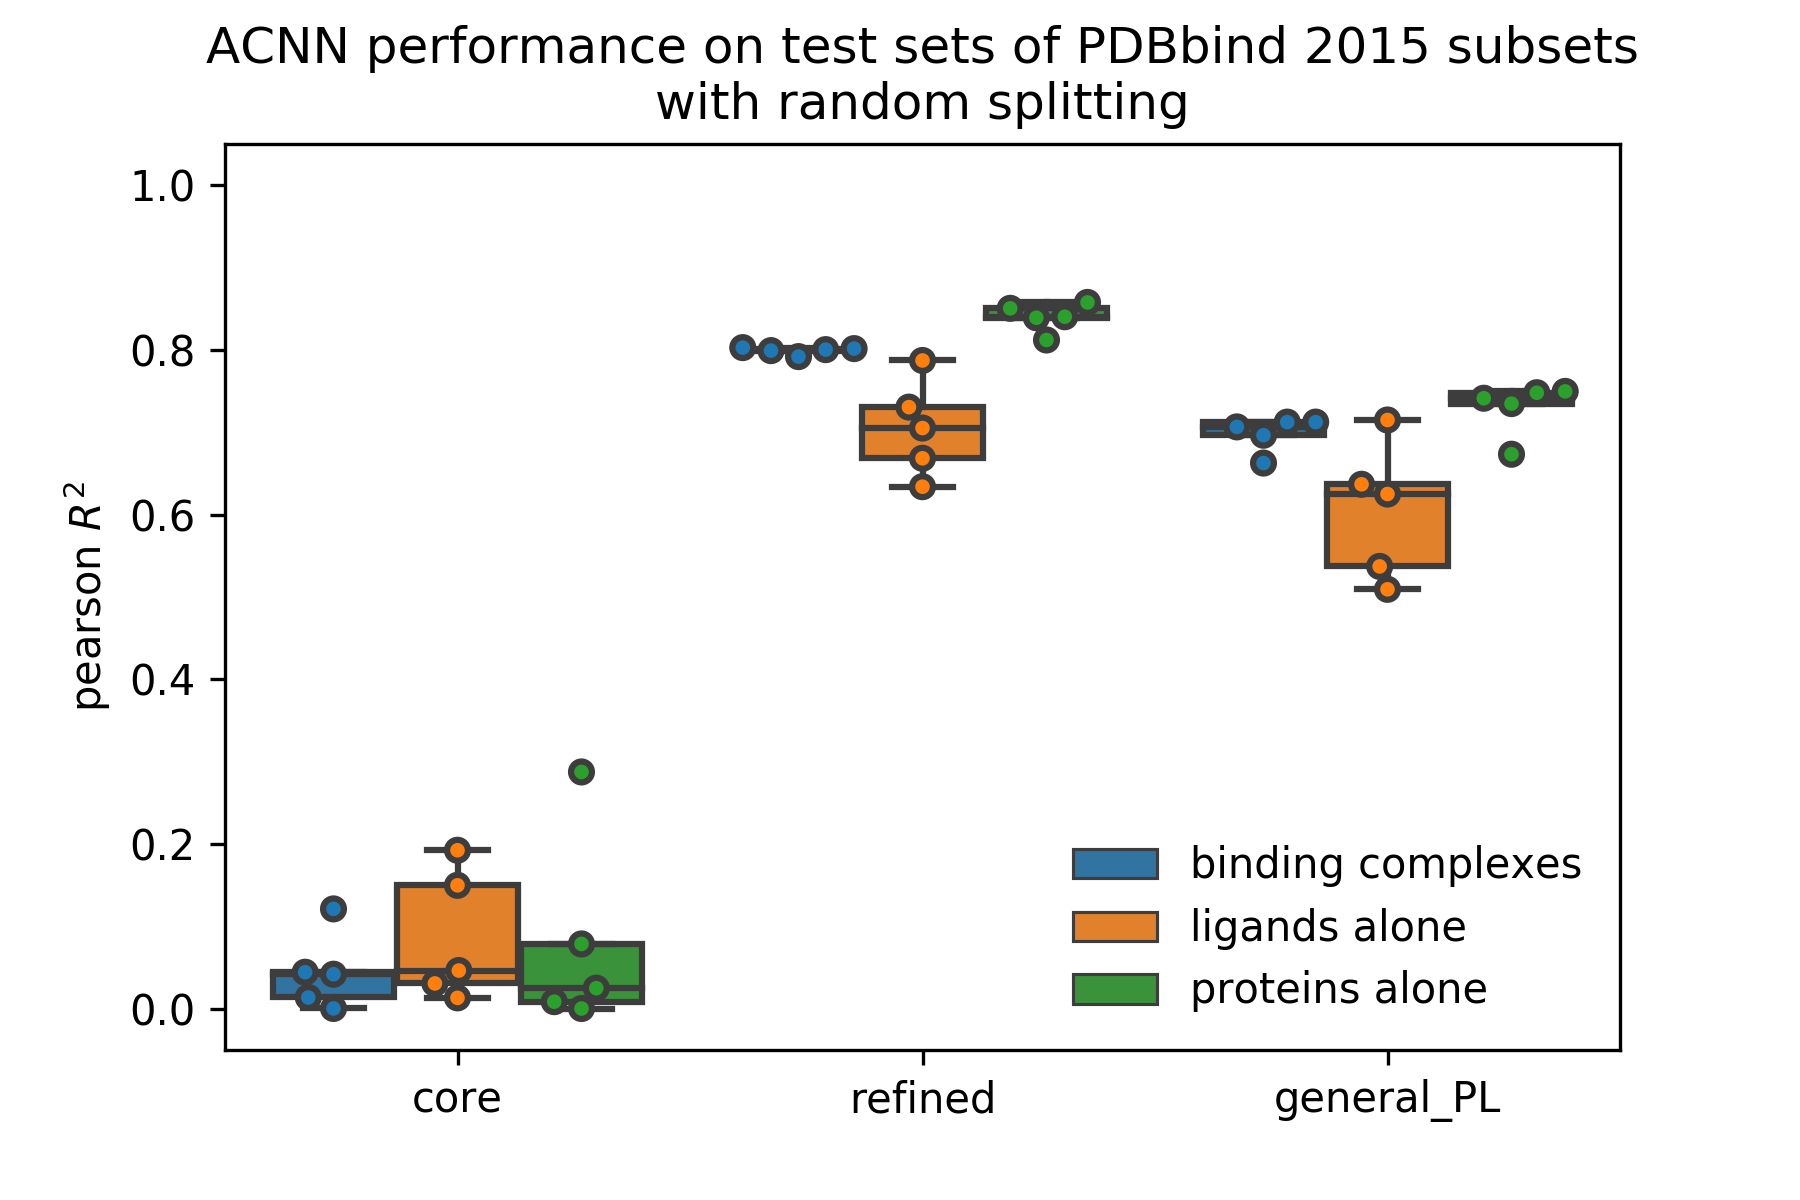 ACNN performance on test sets of PDBbind 2015 subsets
with random splitting
pearson R²
1.0
0.8
0.6
0.4
0.2
0.0
core
refined
general_PL
binding complexes
ligands alone
proteins alone